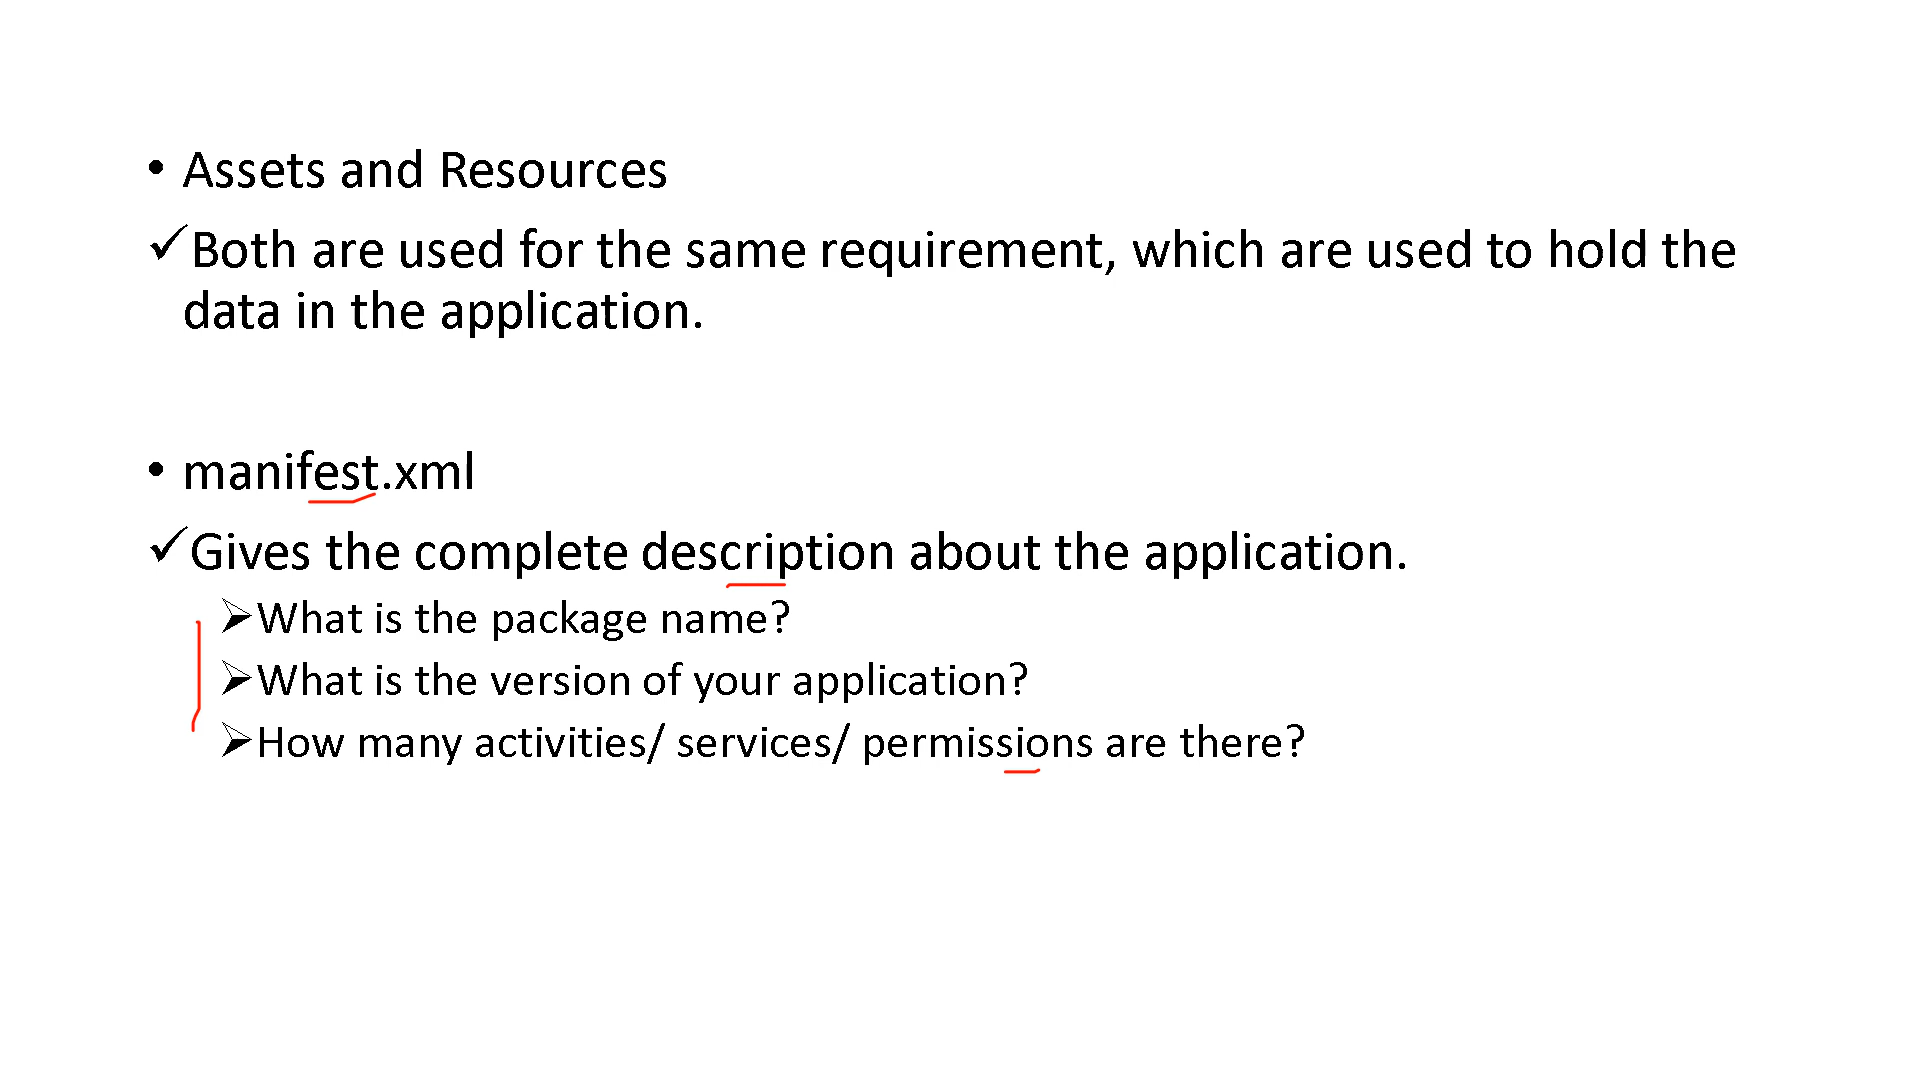 • Assets and Resources
✓Both are used for the same requirement, which are used to hold the
data in the application.
• manifest.xml
✓Gives the complete description about the application.
➢What is the package name?
➢What is the version of your application?
➢How many activities/ services/ permissions are there?